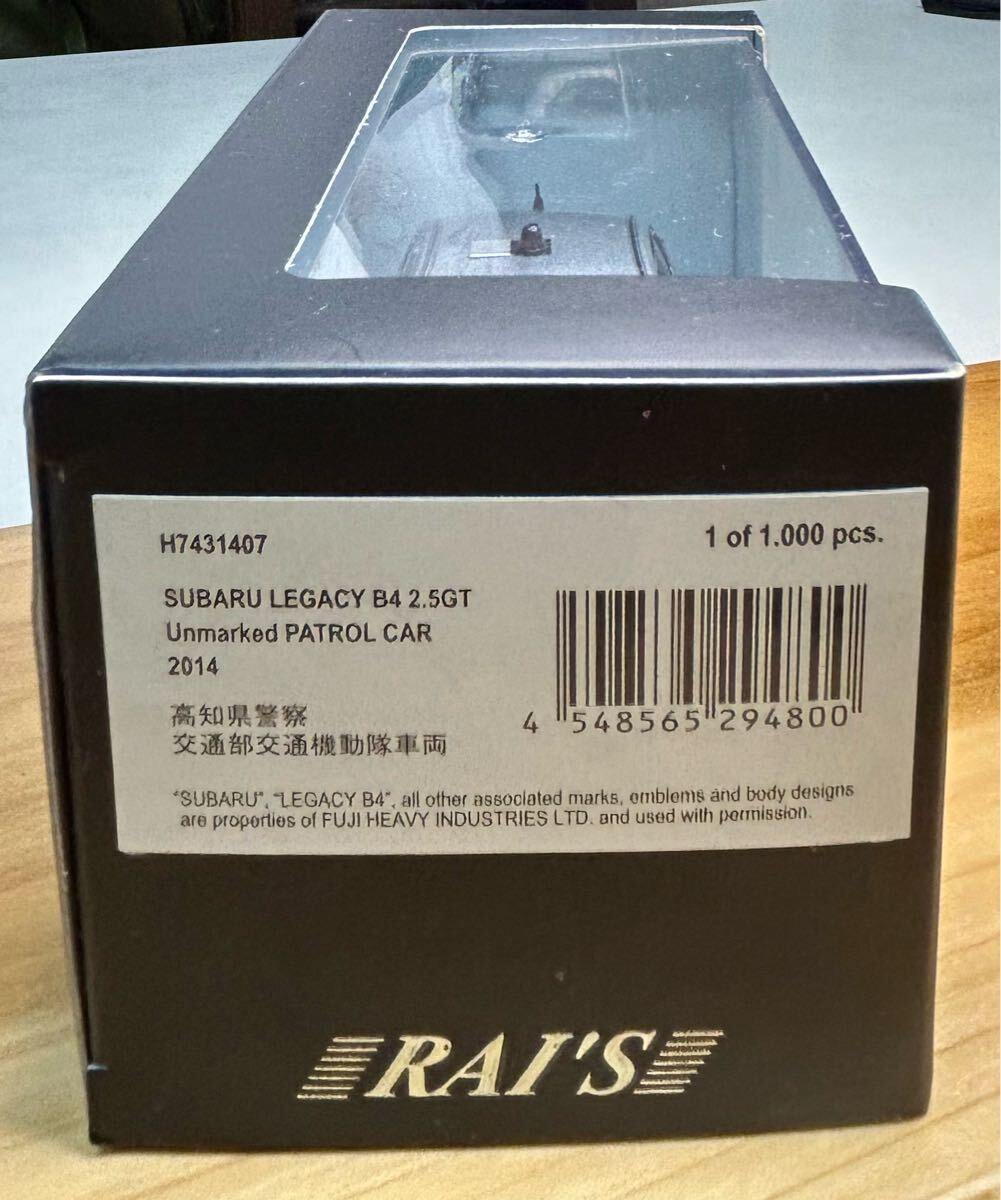 H7431407
1 of 1.000 pcs.
SUBARU LEGACY B4 2.5GT
Unmarked PATROL CAR
2014
高知県警察
交通部交通機動隊車両
4 548565 294800
"SUBARU", "LEGACY B4", all other associated marks, emblems and body designs
are properties of FUJI HEAVY INDUSTRIES LTD. and used with permission.
RAI'S